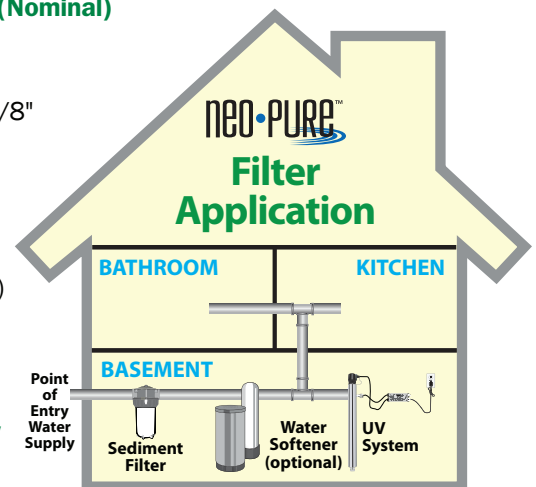 (Nominal)
/8"
neo•pure™
Filter
Application
)
BATHROOM
KITCHEN
BASEMENT
Point
of
Entry
Water
Supply
Sediment
Filter
Water
Softener
(optional)
UV
System